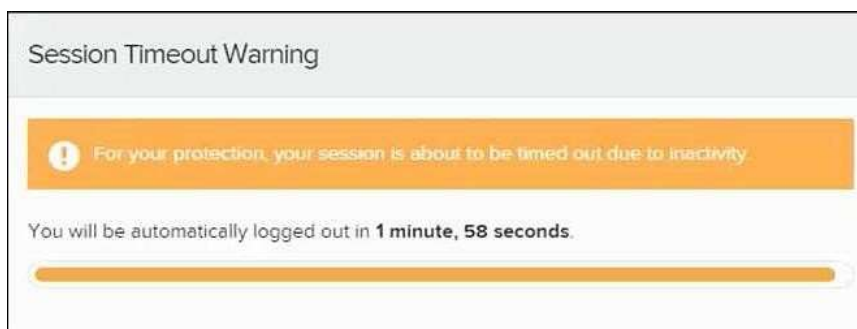 Session Timeout Warning
For your protection, your session is about to be timed out due to inactivity.
You will be automatically logged out in 1 minute, 58 seconds.